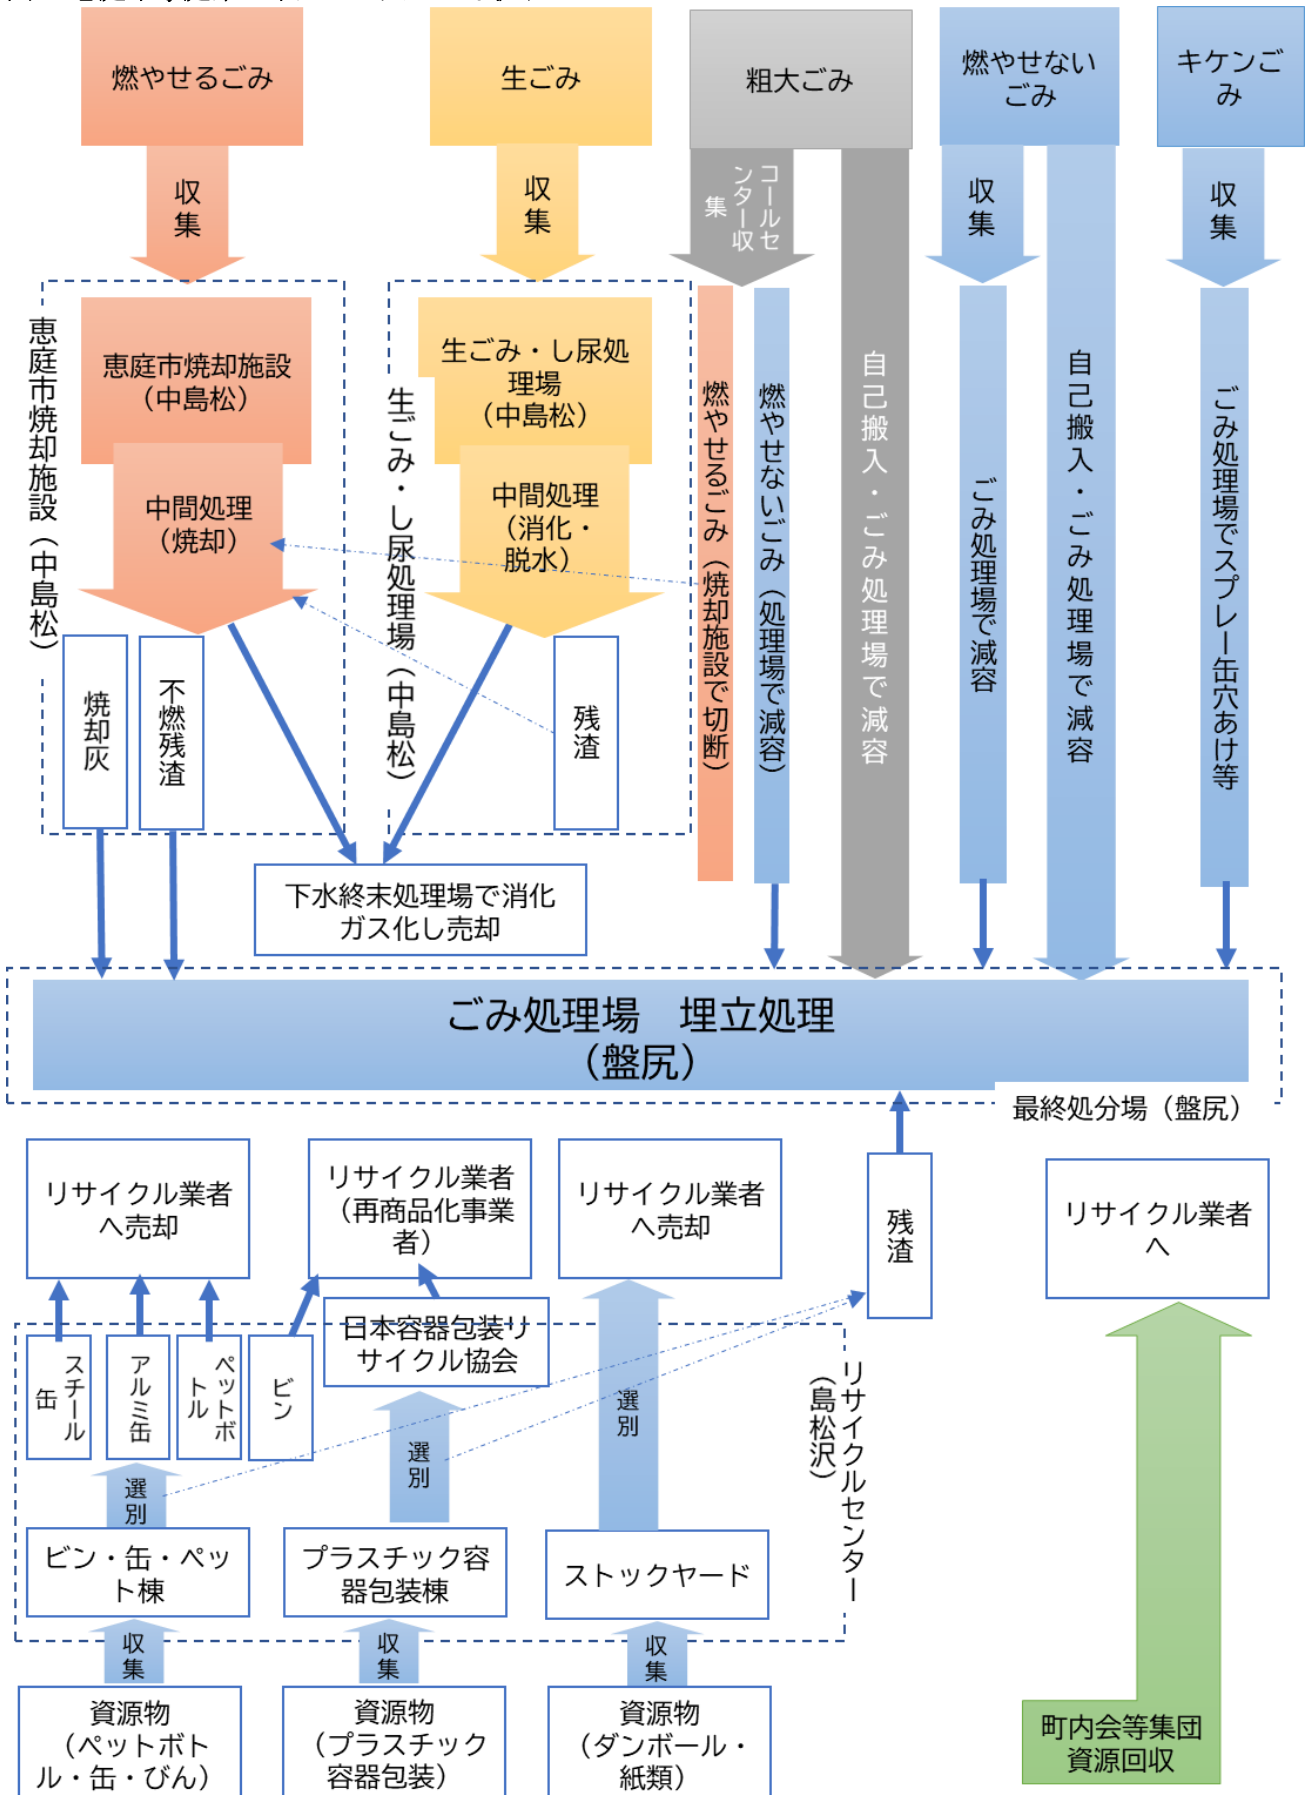 燃やせるごみ
生ごみ
粗大ごみ
燃やせない
ごみ
キケンご
み
収
集
収
集
コールセ
ンター収
集
収
集
収
集
恵庭市焼却施設（中島松）
恵庭市焼却施設
（中島松）
中間処理
（焼却）
生ごみ・し尿処理場（中島松）
生ごみ・し尿処
理場
（中島松）
中間処理
（消化・
脱水）
燃やせるごみ（焼却施設で切断）
燃やせないごみ（処理場で減容）
自己搬入・ごみ処理場で減容
ごみ処理場で減容
自己搬入・ごみ処理場で減容
ごみ処理場でスプレー缶穴あけ等
焼却灰
不燃残渣
残渣
下水終末処理場で消化
ガス化し売却
ごみ処理場　埋立処理
（盤尻）
最終処分場（盤尻）
リサイクル業者
へ売却
リサイクル業者
（再商品化事業
者）
リサイクル業者
へ売却
残渣
リサイクル業者
へ
日本容器包装リ
サイクル協会
スチール
缶
アルミ缶
ペットボ
トル
ビン
選別
選別
選別
リサイクルセンター
（島松沢）
ビン・缶・ペッ
ト棟
プラスチック容
器包装棟
ストックヤード
収
集
収
集
収
集
資源物
（ペットボト
ル・缶・びん）
資源物
（プラスチック
容器包装）
資源物
（ダンボール・
紙類）
町内会等集団
資源回収